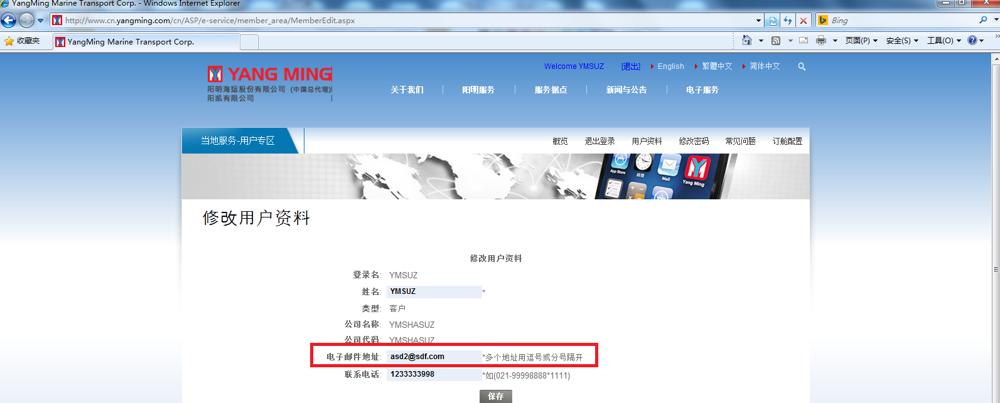 YangMing Marine Transport Corp. - Windows Internet Explorer
http://www.cn.yangming.com/cn/ASP/e-service/member_area/MemberEdit.aspx
Bing
收藏夹
YangMing Marine Transport Corp.
页面(P)
安全(S)
工具(O)
Welcome YMSUZ [退出] English 繁體中文 简体中文
YANG MING
阳明海运股份有限公司 (中国总代理)
阳凯有限公司
关于我们 阳明服务 服务据点 新闻与公告 电子服务
当地服务-用户专区
概览 退出登录 用户资料 修改密码 常见问题 订舱配置
App Store 時鐘 Mail Yang Ming
修改用户资料
修改用户资料
登录名: YMSUZ
姓名: YMSUZ *
类型: 客户
公司名称: YMSHASUZ
公司代码: YMSHASUZ
电子邮件地址: asd2@sdf.com *多个地址用逗号或分号隔开
联系电话: 1233333998 *如(021-99998888*1111)
保存